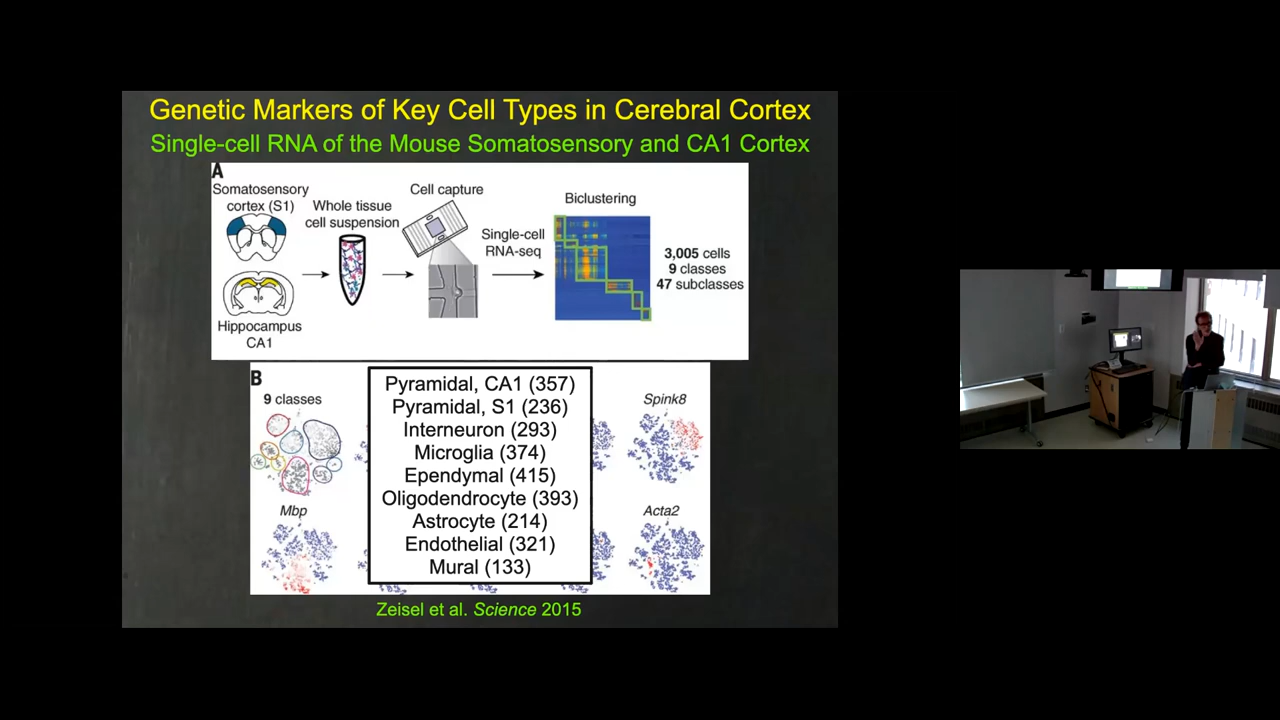 Genetic Markers of Key Cell Types in Cerebral Cortex
Single-cell RNA of the Mouse Somatosensory and CA1 Cortex
A
Somatosensory
cortex (S1)
Whole tissue
cell suspension
Cell capture
Single-cell
RNA-seq
Biclustering
3,005 cells
9 classes
47 subclasses
Hippocampus
CA1
B
9 classes
Mbp
Pyramidal, CA1 (357)
Pyramidal, S1 (236)
Interneuron (293)
Microglia (374)
Ependymal (415)
Oligodendrocyte (393)
Astrocyte (214)
Endothelial (321)
Mural (133)
Spink8
Acta2
Zeisel et al. Science 2015